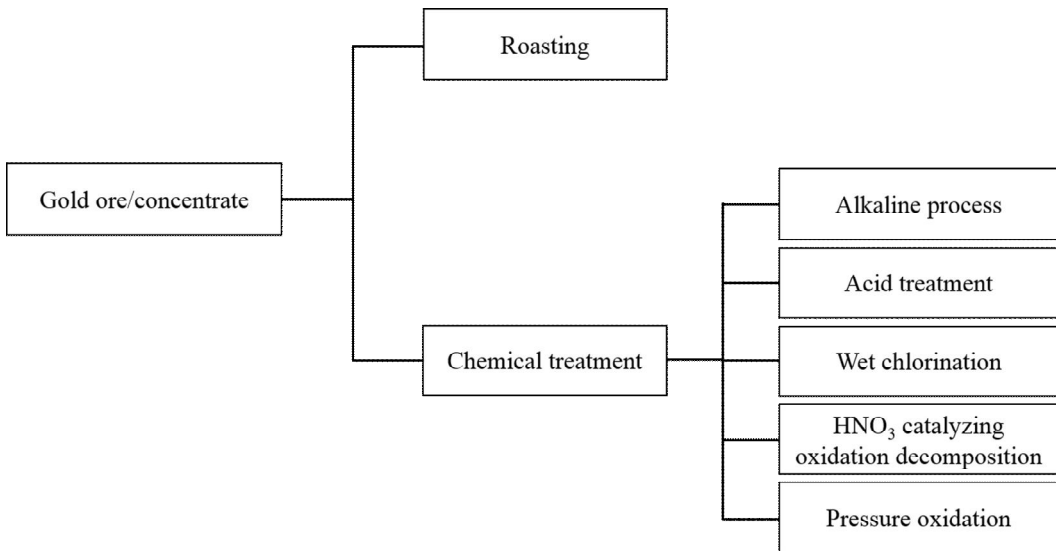 Roasting
Gold ore/concentrate
Alkaline process
Acid treatment
Chemical treatment
Wet chlorination
HNO₃ catalyzing
oxidation decomposition
Pressure oxidation